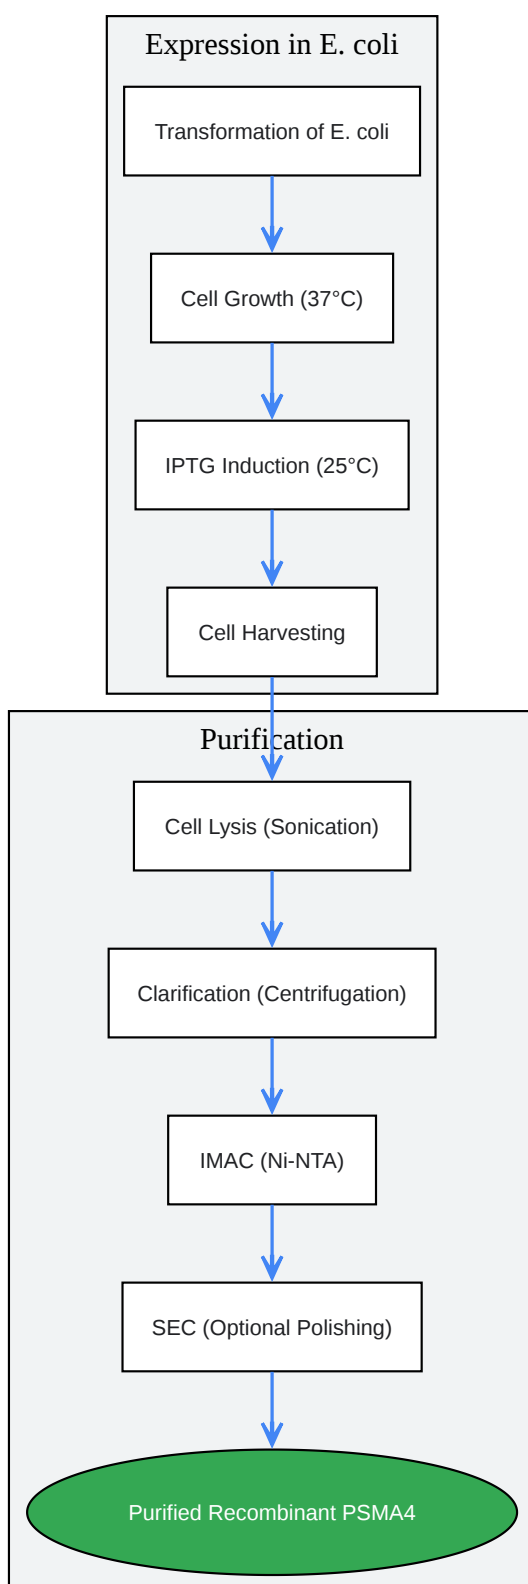 Expression in E. coli
Transformation of E. coli
Cell Growth (37°C)
IPTG Induction (25°C)
Cell Harvesting
Purification
Cell Lysis (Sonication)
Clarification (Centrifugation)
IMAC (Ni-NTA)
SEC (Optional Polishing)
Purified Recombinant PSMA4